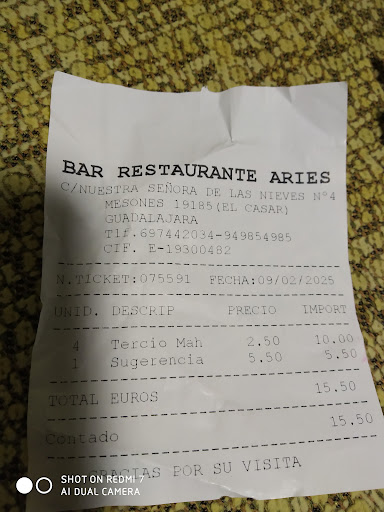 BAR RESTAURANTE ARIES
C/NUESTRA SEÑORA DE LAS NIEVES Nº4
MESONES 19185(EL CASAR)
GUADALAJARA
Tlf.697442034-949854985
CIF. E-19300482
N.TICKET:075591 FECHA:09/02/2025
UNID. DESCRIP PRECIO IMPORT
4 Tercio Mah 2.50 10.00
1 Sugerencia 5.50 5.50
TOTAL EUROS 15.50
Contado 15.50
GRACIAS POR SU VISITA
SHOT ON REDMI 7
AI DUAL CAMERA